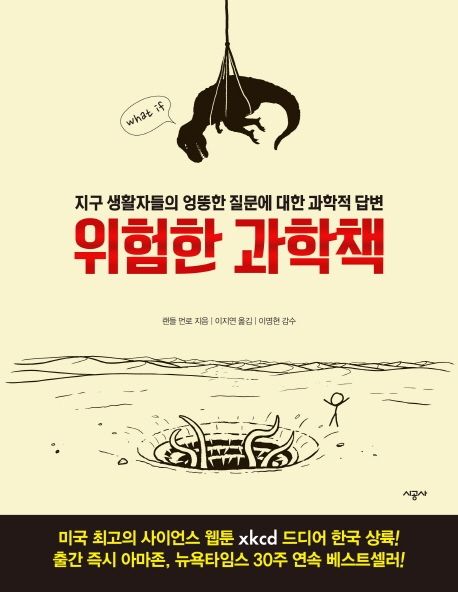 what if
지구 생활자들의 엉뚱한 질문에 대한 과학적 답변
위험한 과학책
랜들 먼로 지음 | 이지연 옮김 | 이명현 감수
시공사
미국 최고의 사이언스 웹툰 xkcd 드디어 한국 상륙!
출간 즉시 아마존, 뉴욕타임스 30주 연속 베스트셀러!